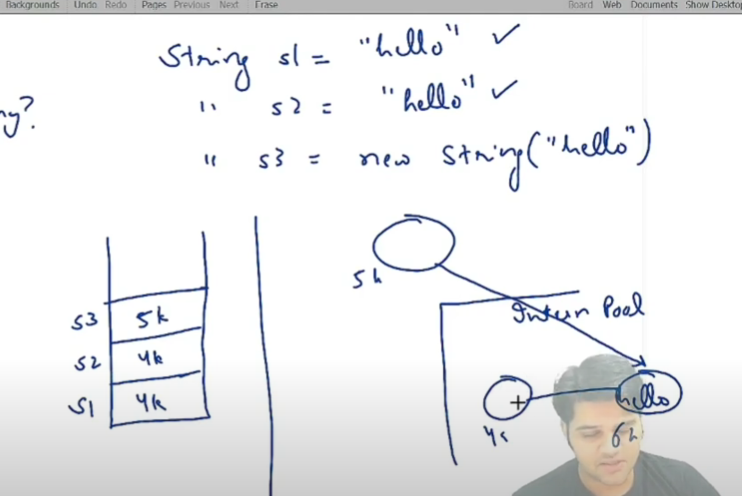 Backgrounds Undo Redo Pages Previous Next Erase Board Web Documents Show Desktop
String s1 = "hello" ✓
" s2 = "hello" ✓
ny?
" s3 = new String("hello")
5k
Intern Pool
s3 5k
s2 4k
s1 4k
hello
4k
6k